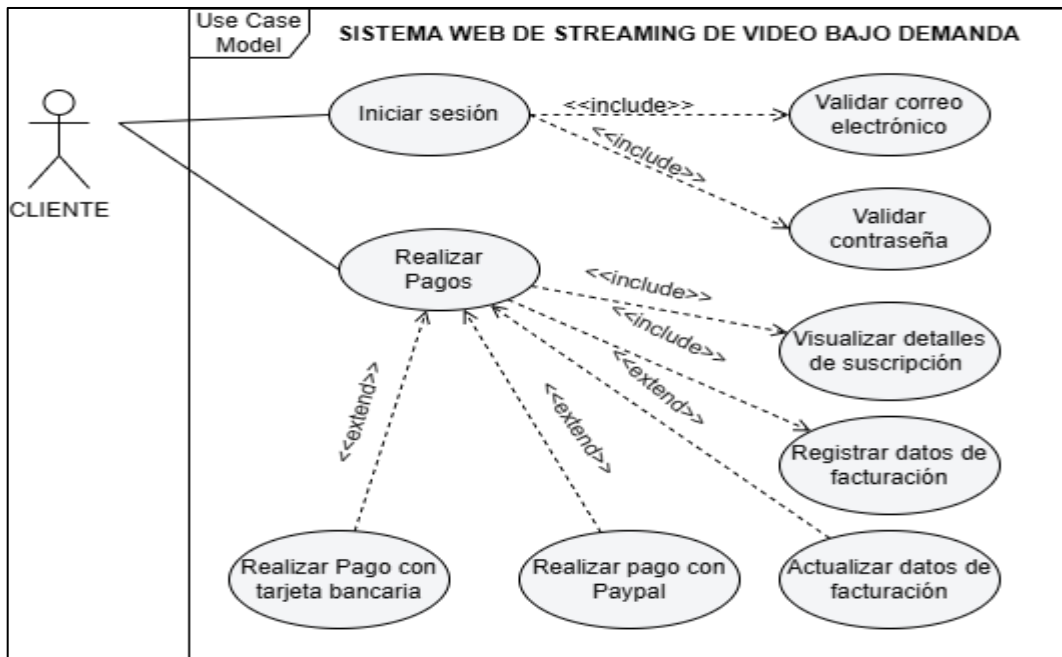 Use Case
Model
SISTEMA WEB DE STREAMING DE VIDEO BAJO DEMANDA
CLIENTE
Iniciar sesión
<<include>>
Validar correo
electrónico
<<include>>
Validar
contraseña
Realizar
Pagos
<<include>>
Visualizar detalles
de suscripción
<<include>>
Registrar datos de
facturación
<<extend>>
Actualizar datos de
facturación
<<extend>>
Realizar Pago con
tarjeta bancaria
<<extend>>
Realizar pago con
Paypal